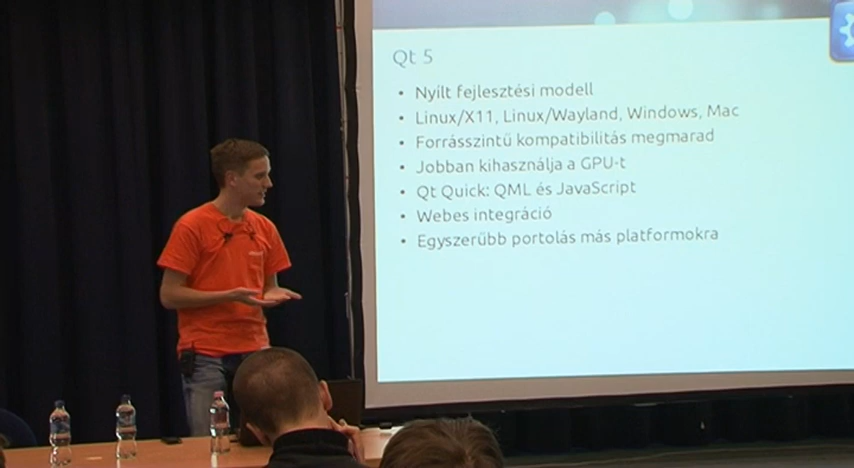 Qt 5
• Nyílt fejlesztési modell
• Linux/X11, Linux/Wayland, Windows, Mac
• Forrásszintű kompatibilitás megmarad
• Jobban kihasználja a GPU-t
• Qt Quick: QML és JavaScript
• Webes integráció
• Egyszerűbb portolás más platformokra